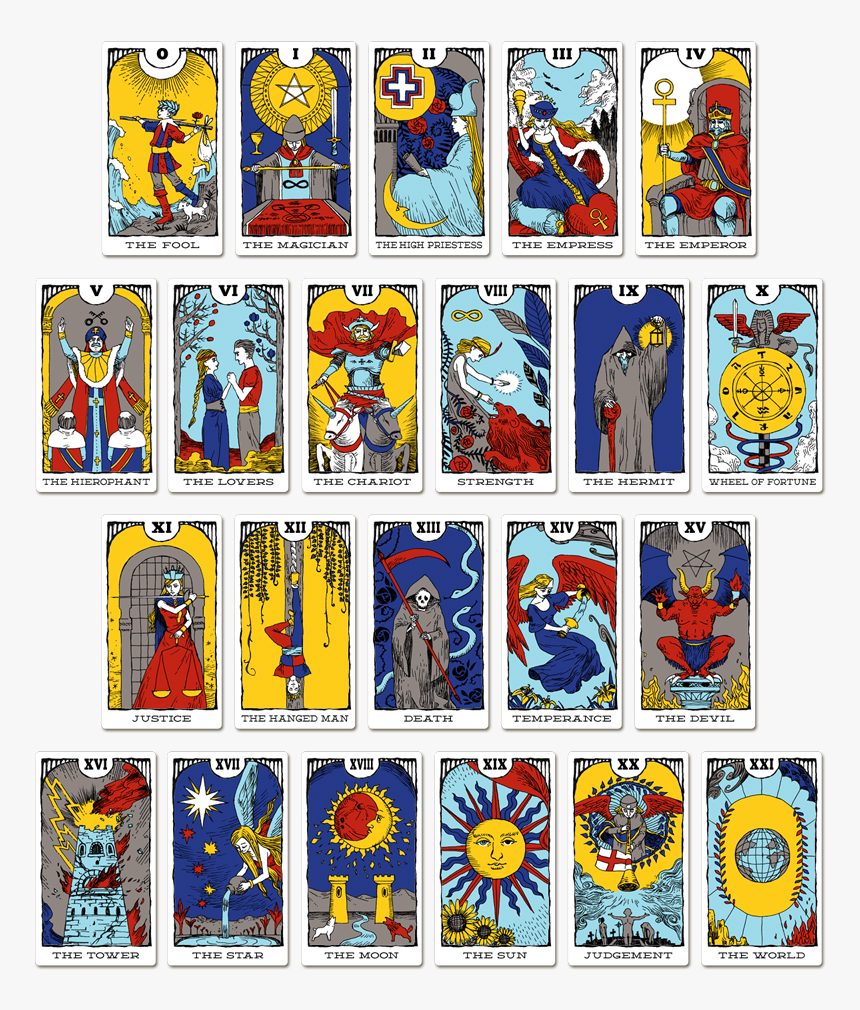 0
THE FOOL
I
THE MAGICIAN
II
THE HIGH PRIESTESS
III
THE EMPRESS
IV
THE EMPEROR
V
THE HIEROPHANT
VI
THE LOVERS
VII
THE CHARIOT
VIII
STRENGTH
IX
THE HERMIT
X
WHEEL OF FORTUNE
XI
JUSTICE
XII
THE HANGED MAN
XIII
DEATH
XIV
TEMPERANCE
XV
THE DEVIL
XVI
THE TOWER
XVII
THE STAR
XVIII
THE MOON
XIX
THE SUN
XX
JUDGEMENT
XXI
THE WORLD